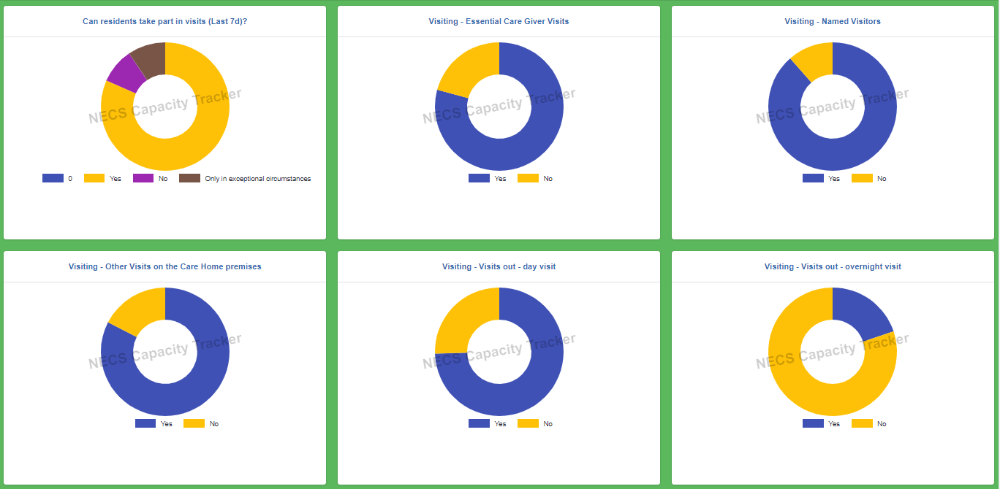 Can residents take part in visits (Last 7d)?
NECS Capacity Tracker
0 Yes No Only in exceptional circumstances
Visiting - Essential Care Giver Visits
NECS Capacity Tracker
Yes No
Visiting - Named Visitors
NECS Capacity Tracker
Yes No
Visiting - Other Visits on the Care Home premises
NECS Capacity Tracker
Yes No
Visiting - Visits out - day visit
NECS Capacity Tracker
Yes No
Visiting - Visits out - overnight visit
NECS Capacity Tracker
Yes No